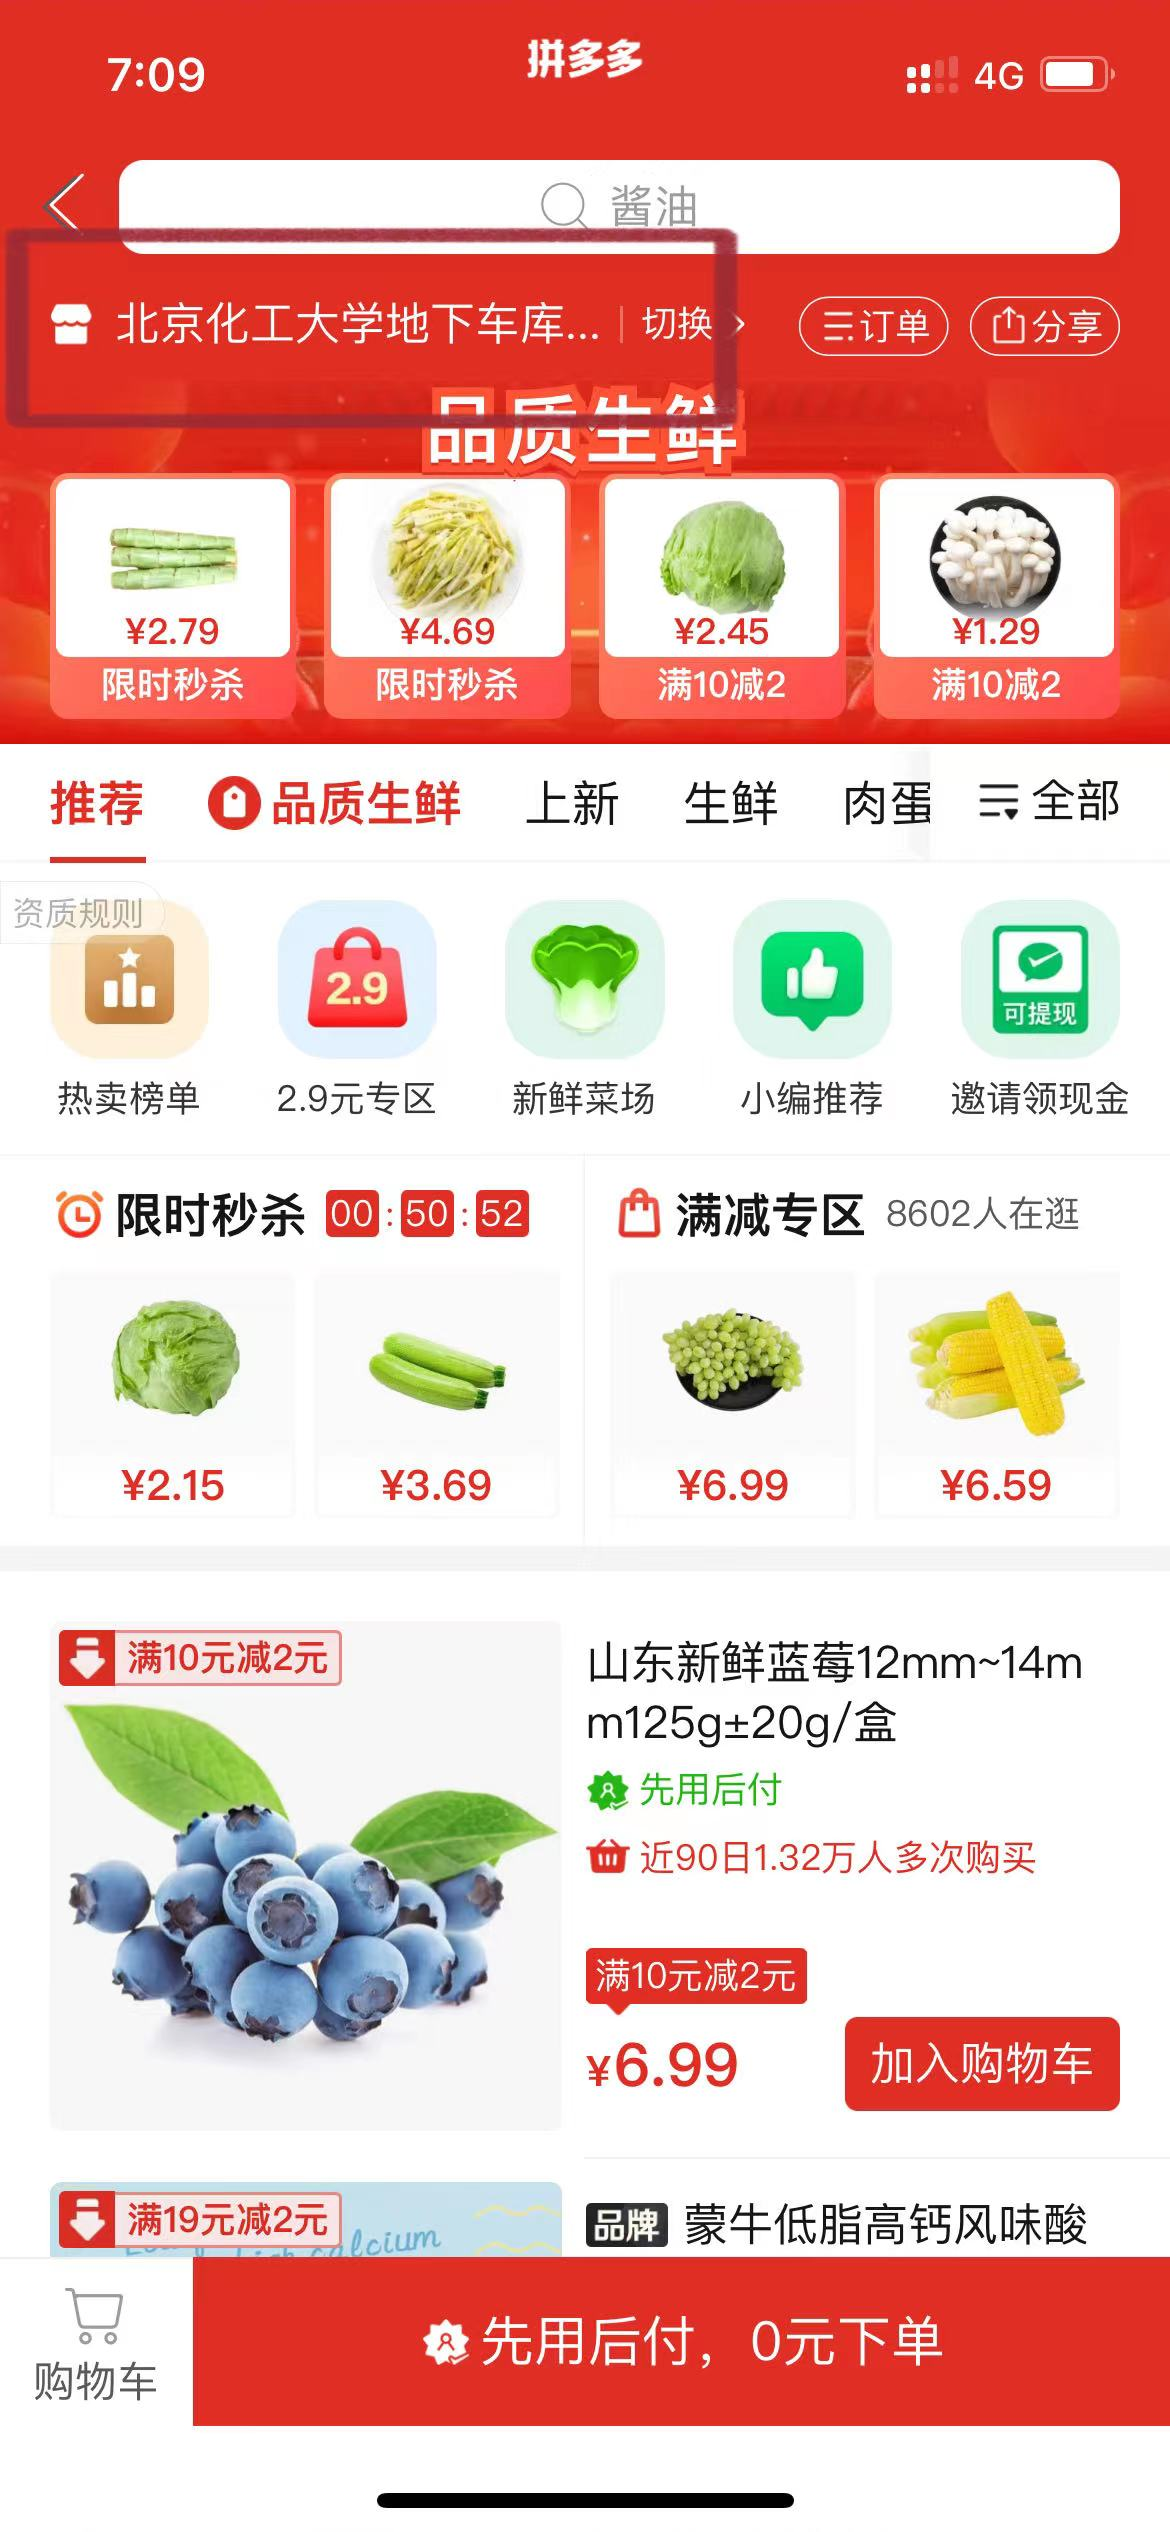 7:09
拼多多
4G
酱油
北京化工大学地下车库...
切换
订单
分享
品质生鲜
¥2.79
¥4.69
¥2.45
¥1.29
限时秒杀
限时秒杀
满10减2
满10减2
推荐
品质生鲜
上新
生鲜
肉蛋
全部
资质规则
2.9
可提现
热卖榜单
2.9元专区
新鲜菜场
小编推荐
邀请领现金
限时秒杀 00:50:52
满减专区 8602人在逛
¥2.15
¥3.69
¥6.99
¥6.59
满10元减2元
山东新鲜蓝莓12mm~14m
m125g±20g/盒
先用后付
近90日1.32万人多次购买
满10元减2元
¥6.99
加入购物车
满19元减2元
calcium
品牌 蒙牛低脂高钙风味酸
购物车
先用后付，0元下单